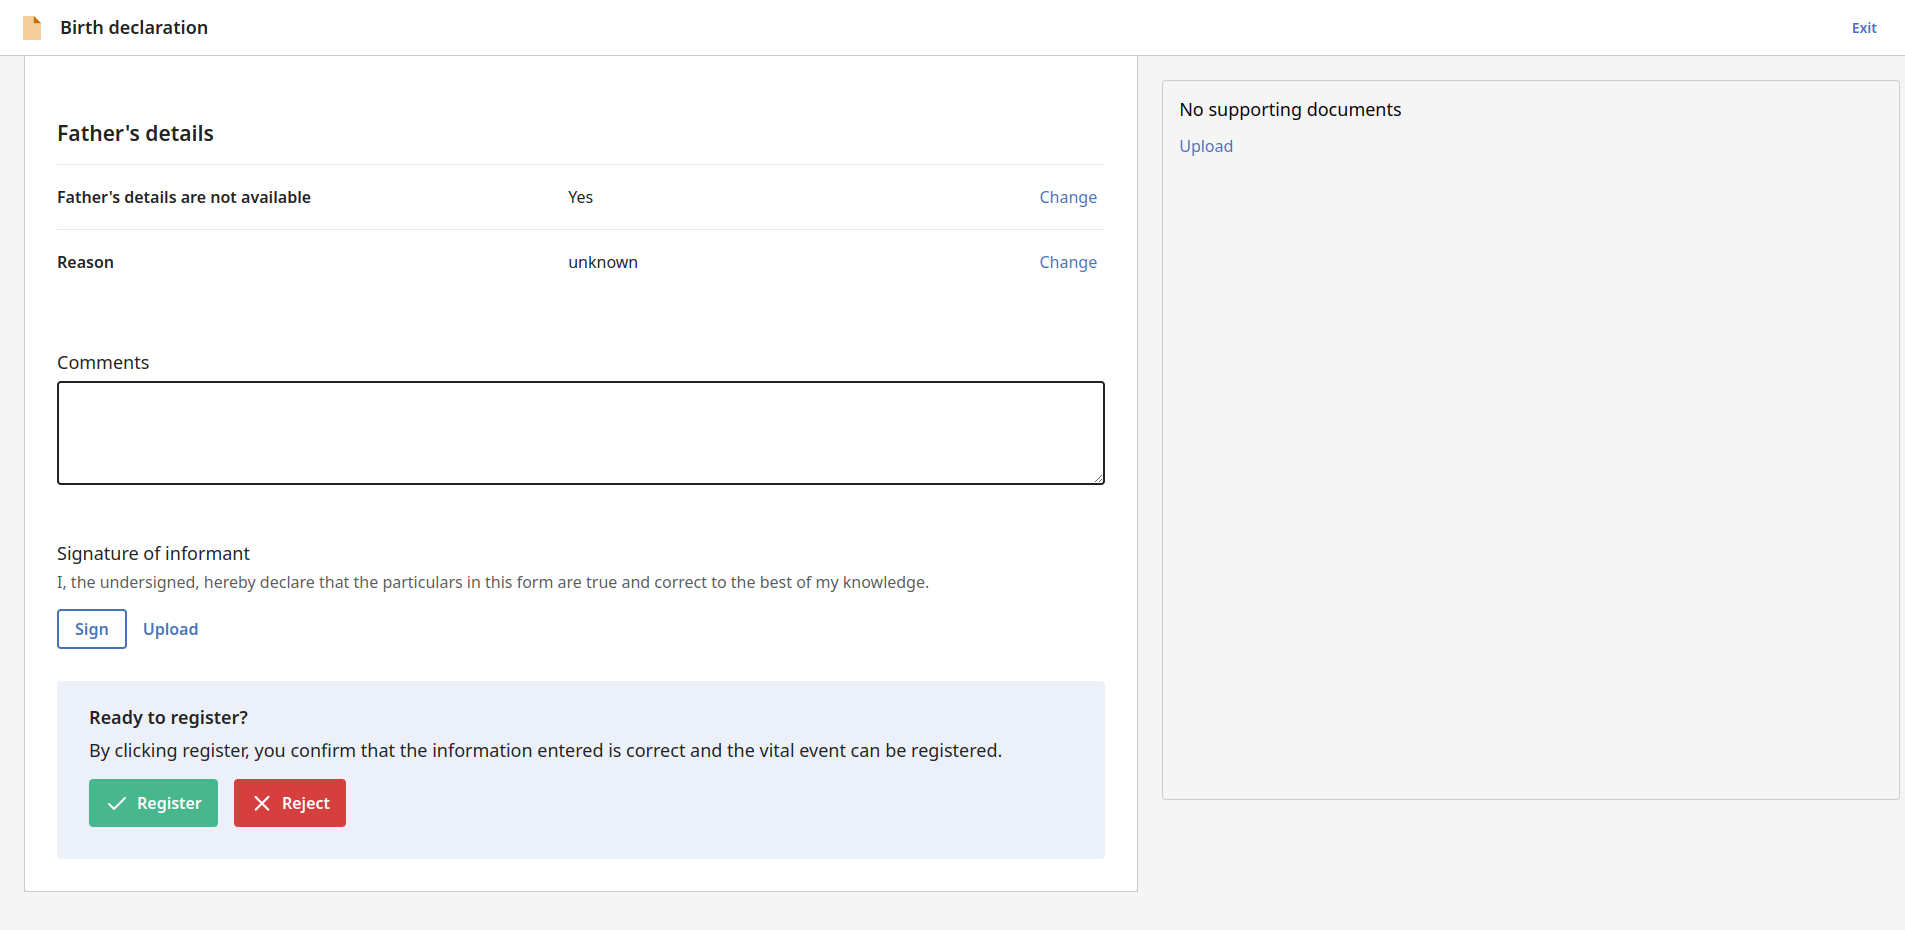 Birth declaration
Exit
Father's details
Father's details are not available Yes Change
Reason unknown Change
Comments
Signature of informant
I, the undersigned, hereby declare that the particulars in this form are true and correct to the best of my knowledge.
Sign Upload
Ready to register?
By clicking register, you confirm that the information entered is correct and the vital event can be registered.
Register Reject
No supporting documents
Upload